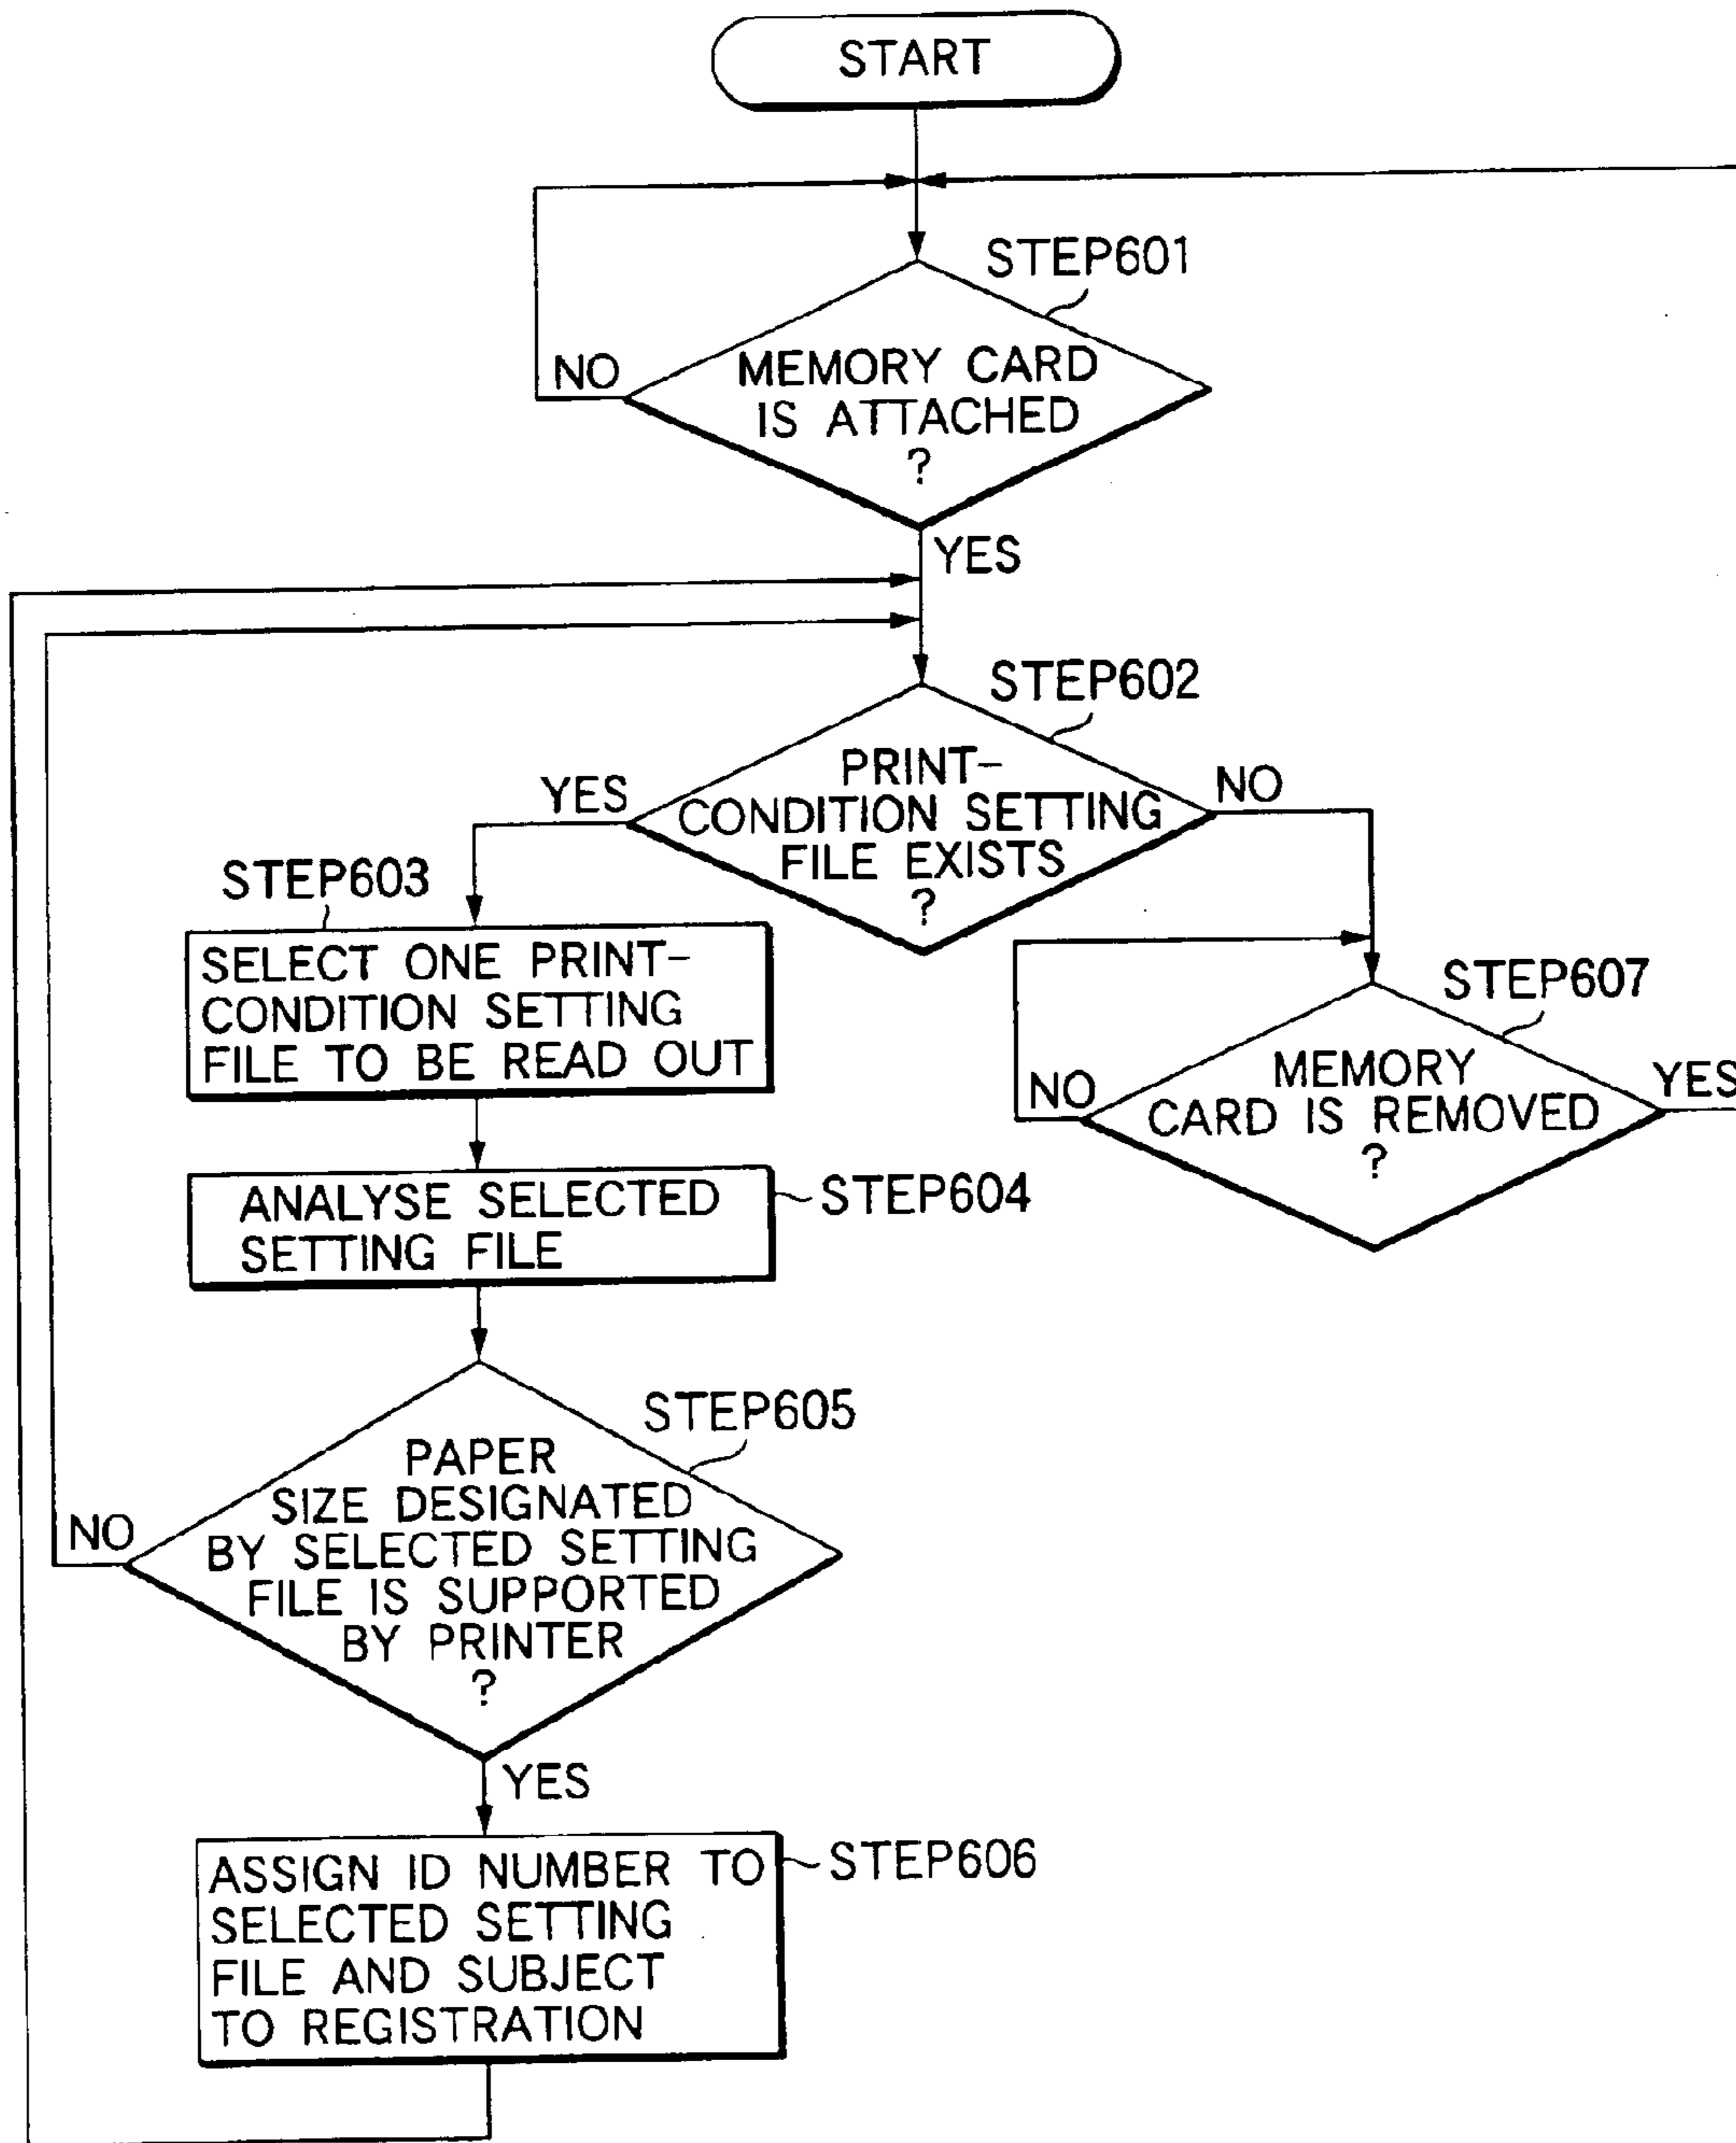 START
STEP601
MEMORY CARD
IS ATTACHED
?
NO
YES
STEP602
PRINT-
CONDITION SETTING
FILE EXISTS
?
YES
NO
STEP603
SELECT ONE PRINT-
CONDITION SETTING
FILE TO BE READ OUT
STEP607
MEMORY
CARD IS REMOVED
?
NO
YES
ANALYSE SELECTED
SETTING FILE
STEP604
STEP605
PAPER
SIZE DESIGNATED
BY SELECTED SETTING
FILE IS SUPPORTED
BY PRINTER
?
NO
YES
ASSIGN ID NUMBER TO
SELECTED SETTING
FILE AND SUBJECT
TO REGISTRATION
STEP606